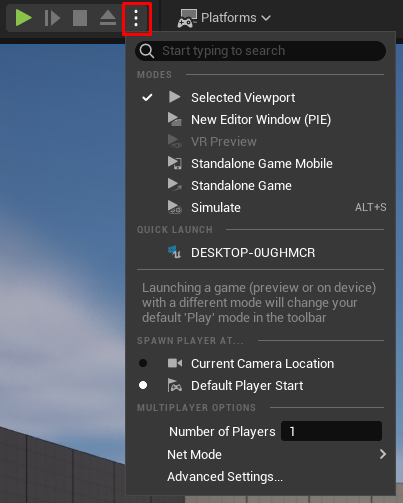 Platforms
Start typing to search
MODES
Selected Viewport
New Editor Window (PIE)
VR Preview
Standalone Game Mobile
Standalone Game
Simulate ALT+S
QUICK LAUNCH
DESKTOP-0UGHMCR
Launching a game (preview or on device)
with a different mode will change your
default 'Play' mode in the toolbar
SPAWN PLAYER AT...
Current Camera Location
Default Player Start
MULTIPLAYER OPTIONS
Number of Players 1
Net Mode
Advanced Settings...